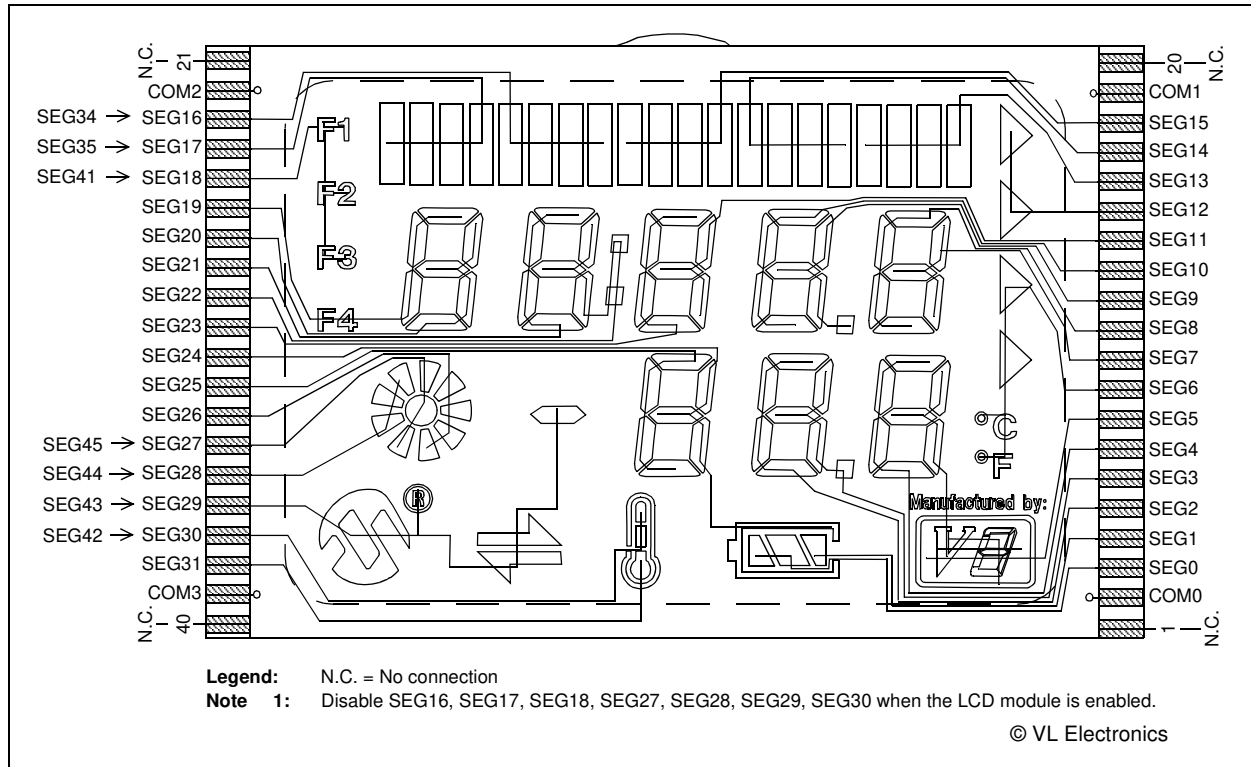 N.C. 21
20 N.C.
COM2
COM1
SEG34 → SEG16
SEG15
SEG35 → SEG17
SEG14
SEG41 → SEG18
SEG13
SEG19
SEG12
SEG20
SEG11
SEG21
SEG10
SEG22
SEG9
SEG23
SEG8
SEG24
SEG7
SEG25
SEG6
SEG26
SEG5
SEG45 → SEG27
SEG4
SEG44 → SEG28
SEG3
SEG43 → SEG29
SEG2
SEG42 → SEG30
SEG1
SEG31
SEG0
COM3
COM0
N.C. 40
1 N.C.
F1
F2
F3
F4
°C
°F
®
Manufactured by:
Legend: N.C. = No connection
Note 1: Disable SEG16, SEG17, SEG18, SEG27, SEG28, SEG29, SEG30 when the LCD module is enabled.
© VL Electronics